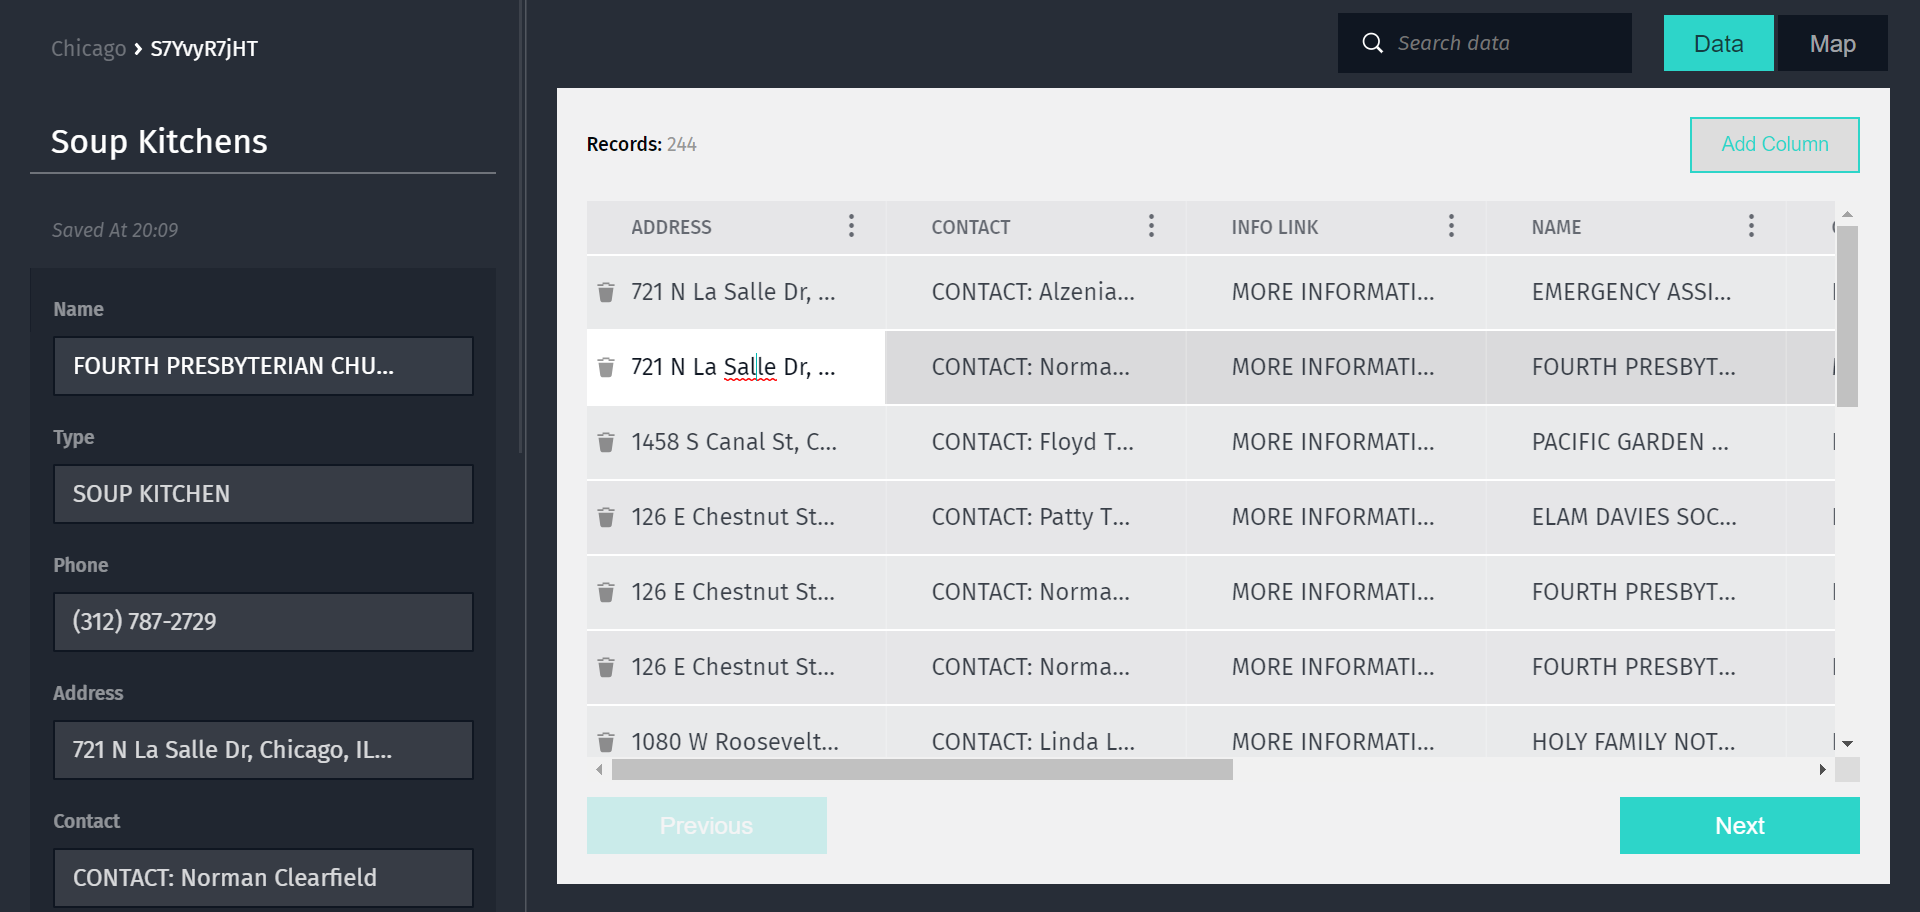 Chicago > S7YvyR7jHT
Soup Kitchens
Saved At 20:09
Name
FOURTH PRESBYTERIAN CHU...
Type
SOUP KITCHEN
Phone
(312) 787-2729
Address
721 N La Salle Dr, Chicago, IL...
Contact
CONTACT: Norman Clearfield
Search data
Data
Map
Records: 244
Add Column
ADDRESS CONTACT INFO LINK NAME
721 N La Salle Dr, ... CONTACT: Alzenia... MORE INFORMATI... EMERGENCY ASSI...
721 N La Salle Dr, ... CONTACT: Norma... MORE INFORMATI... FOURTH PRESBYT...
1458 S Canal St, C... CONTACT: Floyd T... MORE INFORMATI... PACIFIC GARDEN ...
126 E Chestnut St... CONTACT: Patty T... MORE INFORMATI... ELAM DAVIES SOC...
126 E Chestnut St... CONTACT: Norma... MORE INFORMATI... FOURTH PRESBYT...
126 E Chestnut St... CONTACT: Norma... MORE INFORMATI... FOURTH PRESBYT...
1080 W Roosevelt... CONTACT: Linda L... MORE INFORMATI... HOLY FAMILY NOT...
Previous
Next